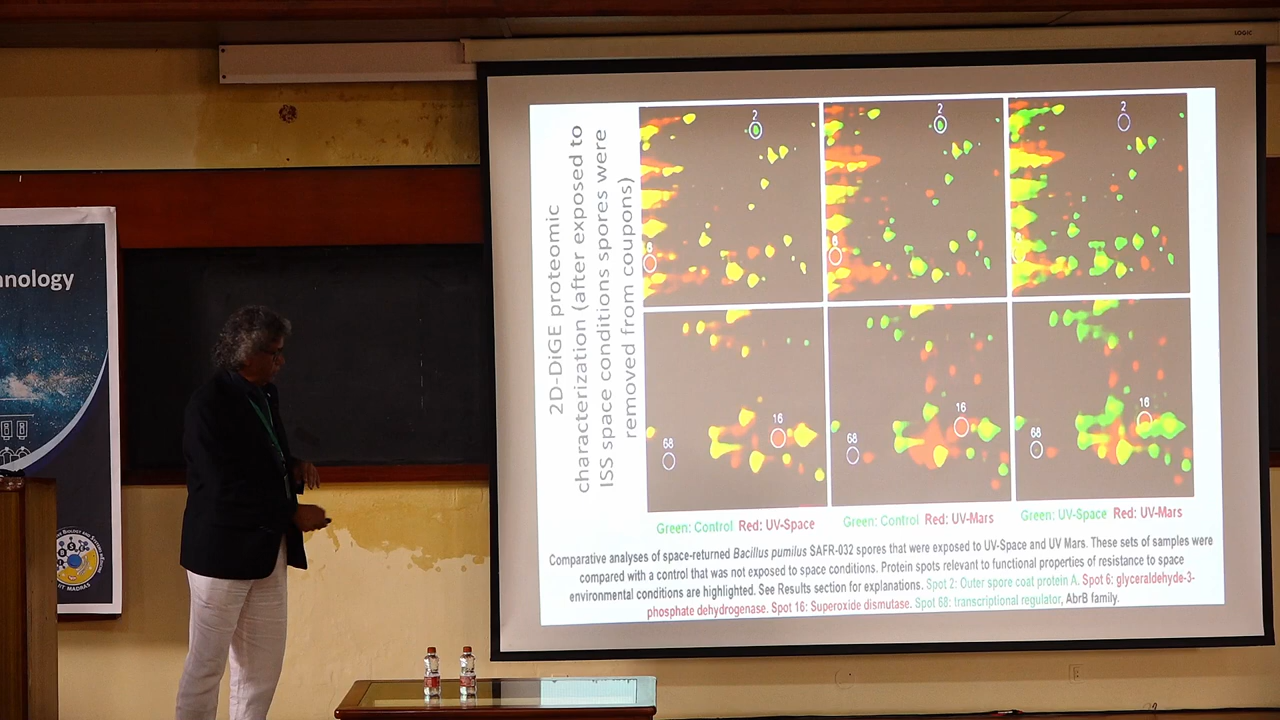 LOGIC
nology
IIT MADRAS
2D-DiGE proteomic
characterization (after exposed to
ISS space conditions spores were
removed from coupons)
2
2
2
6
6
6
16
16
16
68
68
68
Green: Control Red: UV-Space
Green: Control Red: UV-Mars
Green: UV-Space Red: UV-Mars
Comparative analyses of space-returned Bacillus pumilus SAFR-032 spores that were exposed to UV-Space and UV Mars. These sets of samples were
compared with a control that was not exposed to space conditions. Protein spots relevant to functional properties of resistance to space
environmental conditions are highlighted. See Results section for explanations. Spot 2: Outer spore coat protein A. Spot 6: glyceraldehyde-3-
phosphate dehydrogenase. Spot 16: Superoxide dismutase. Spot 68: transcriptional regulator, AbrB family.